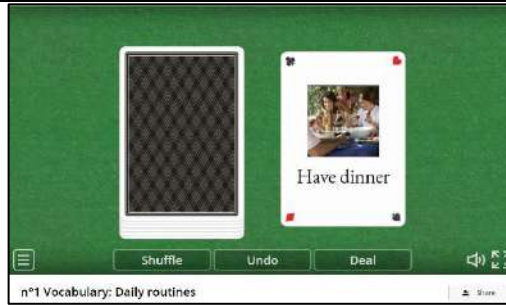 Have dinner
Shuffle
Undo
Deal
n°1 Vocabulary: Daily routines
Share